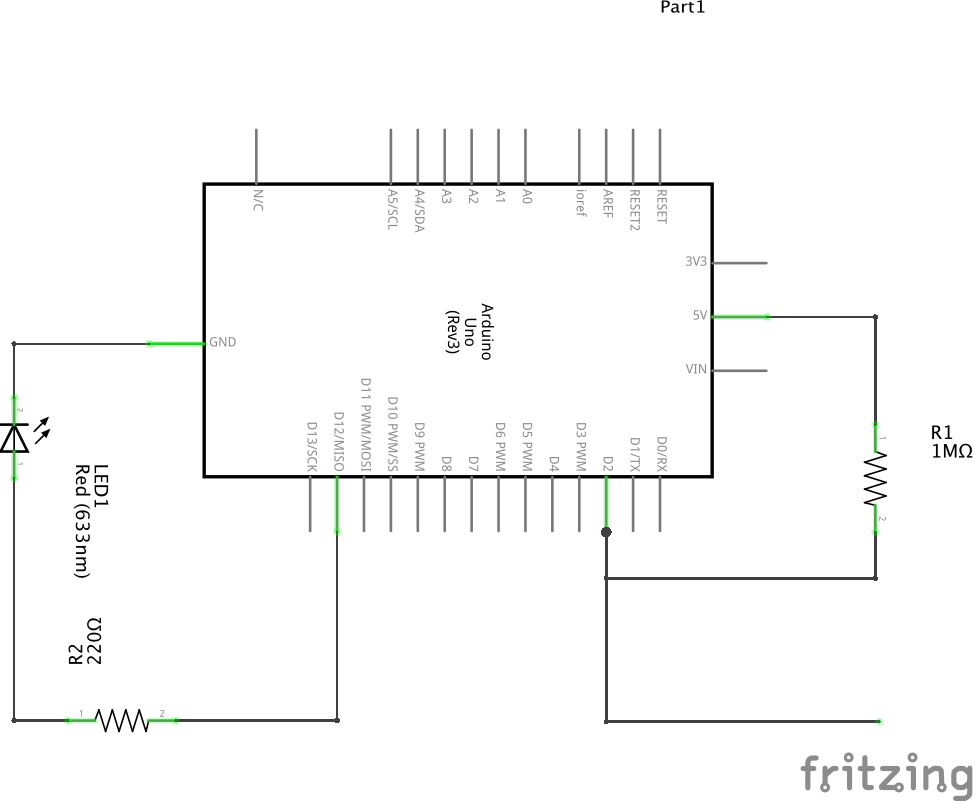 Part1
N/C
A5/SCL
A4/SDA
A3
A2
A1
A0
ioref
AREF
RESET2
RESET
3V3
5V
VIN
GND
Arduino
Uno
(Rev3)
D13/SCK
D12/MISO
D11 PWM/MOSI
D10 PWM/SS
D9 PWM
D8
D7
D6 PWM
D5 PWM
D4
D3 PWM
D2
D1/TX
D0/RX
2
1
LED1
Red (633nm)
R1
1MΩ
1
2
R2
220Ω
1
2
fritzing